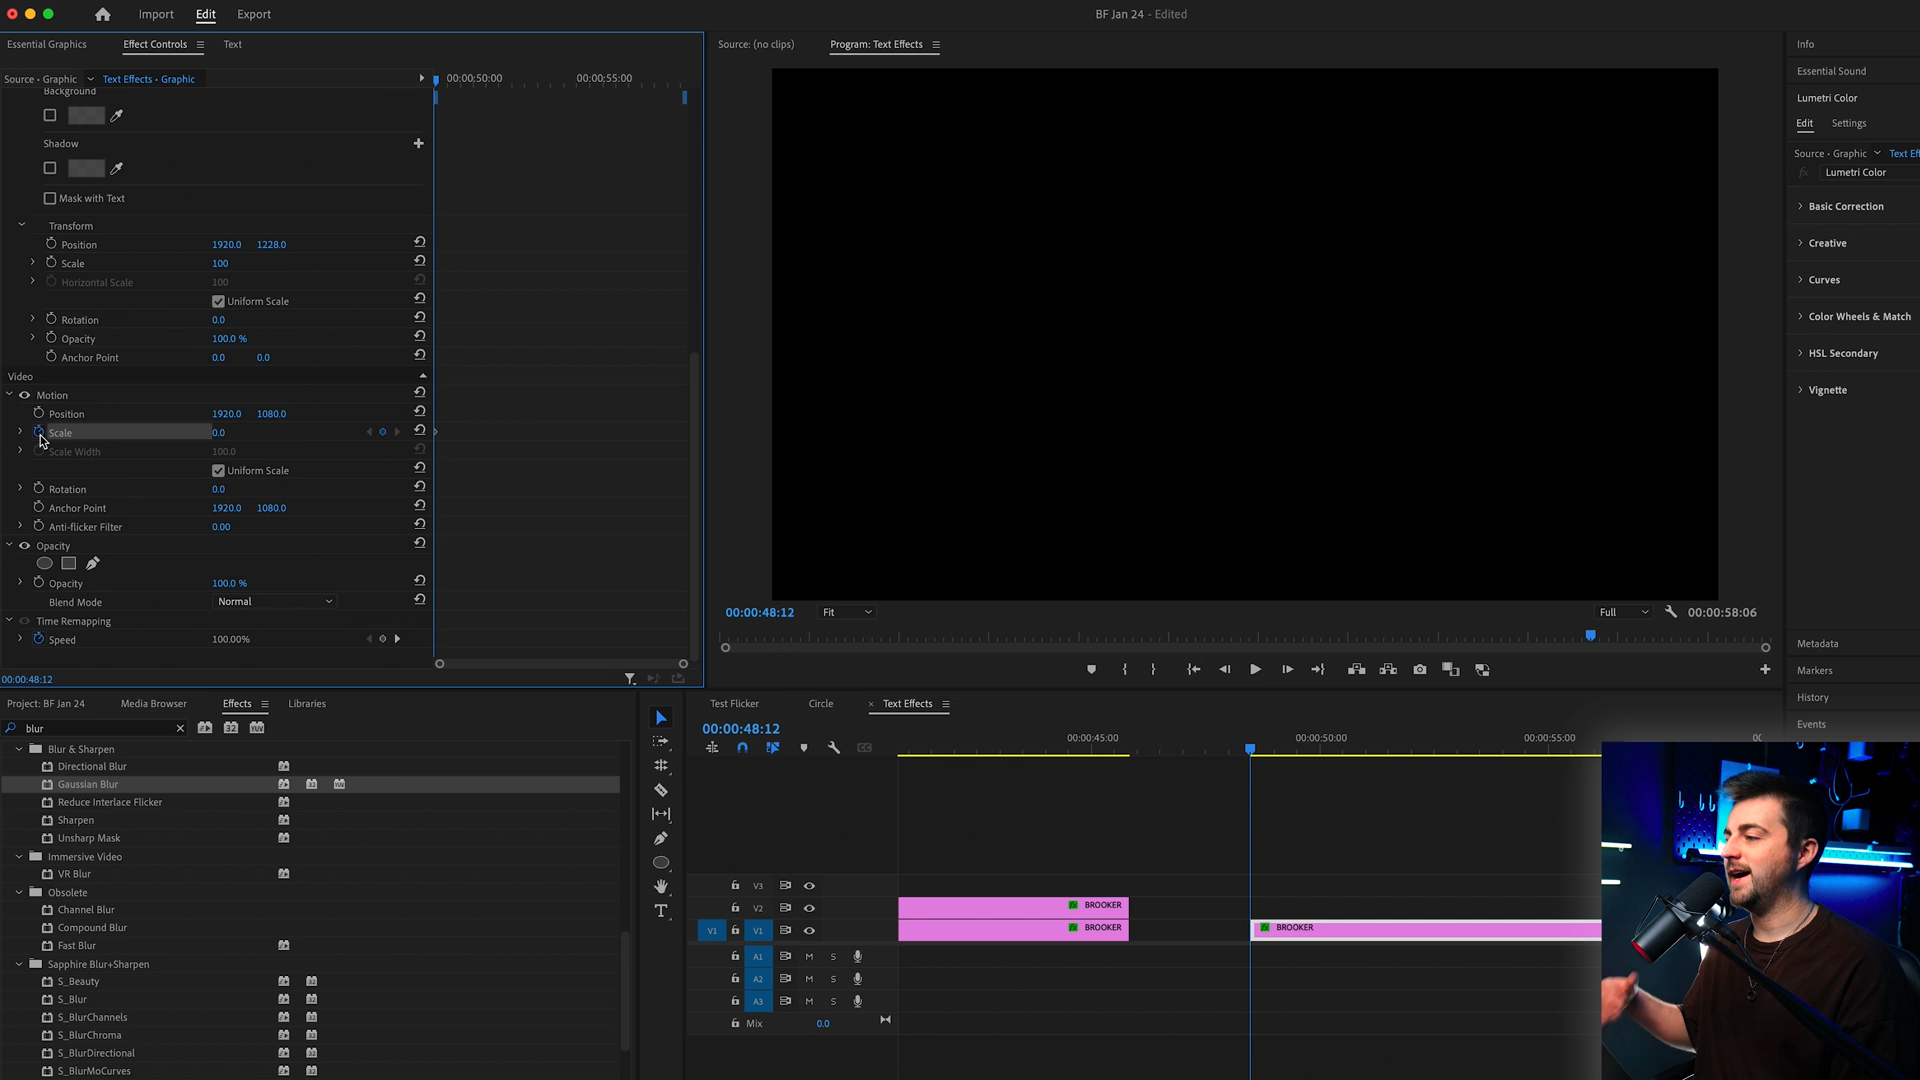 Import Edit Export
BF Jan 24 - Edited
Essential Graphics Effect Controls Text
Source • Graphic Text Effects • Graphic
00:00:50:00 00:00:55:00
Background
Shadow
Mask with Text
Transform
Position 1920.0 1228.0
Scale 100
Horizontal Scale 100
Uniform Scale
Rotation 0.0
Opacity 100.0 %
Anchor Point 0.0 0.0
Video
Motion
Position 1920.0 1080.0
Scale 0.0
Scale Width 100.0
Uniform Scale
Rotation 0.0
Anchor Point 1920.0 1080.0
Anti-flicker Filter 0.00
Opacity
Opacity 100.0 %
Blend Mode Normal
Time Remapping
Speed 100.00%
00:00:48:12
Source: (no clips) Program: Text Effects
00:00:48:12 Fit Full 00:00:58:06
Info
Essential Sound
Lumetri Color
Edit Settings
Source • Graphic Text Eff
fx Lumetri Color
Basic Correction
Creative
Curves
Color Wheels & Match
HSL Secondary
Vignette
Metadata
Markers
History
Events
Project: BF Jan 24 Media Browser Effects Libraries
blur
Blur & Sharpen
Directional Blur
Gaussian Blur
Reduce Interlace Flicker
Sharpen
Unsharp Mask
Immersive Video
VR Blur
Obsolete
Channel Blur
Compound Blur
Fast Blur
Sapphire Blur+Sharpen
S_Beauty
S_Blur
S_BlurChannels
S_BlurChroma
S_BlurDirectional
S_BlurMoCurves
Test Flicker Circle × Text Effects
00:00:48:12
00:00:45:00 00:00:50:00 00:00:55:00 00
V3
V2 fx BROOKER
V1 V1 fx BROOKER fx BROOKER
A1 M S
A2 M S
A3 M S
Mix 0.0